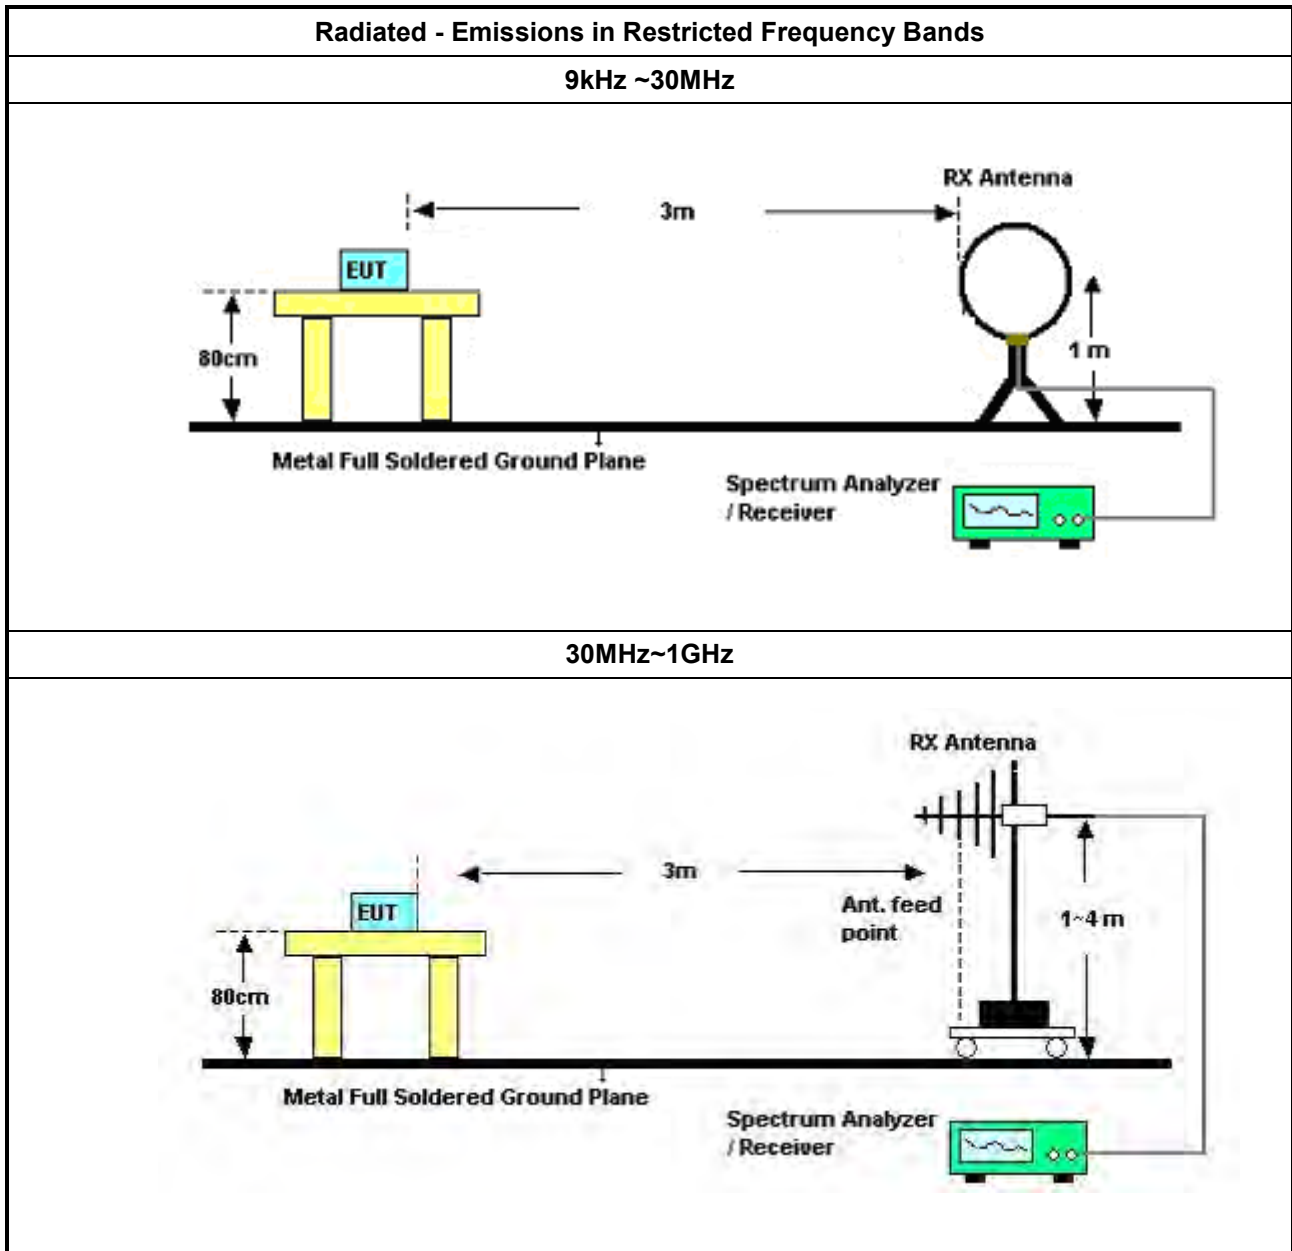 Radiated - Emissions in Restricted Frequency Bands
9kHz ~30MHz
RX Antenna
3m
EUT
80cm
1 m
Metal Full Soldered Ground Plane
Spectrum Analyzer
/ Receiver
30MHz~1GHz
RX Antenna
3m
Ant. feed
point
EUT
1~4 m
80cm
Metal Full Soldered Ground Plane
Spectrum Analyzer
/ Receiver